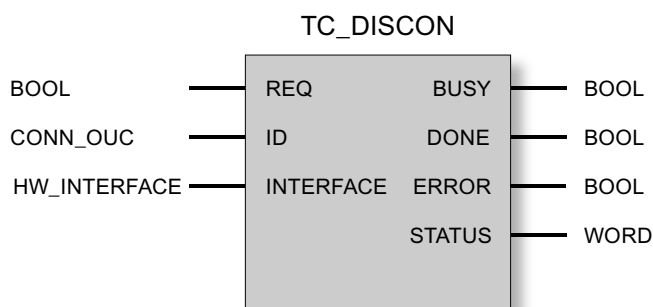 TC_DISCON
BOOL REQ BUSY BOOL
CONN_OUC ID DONE BOOL
HW_INTERFACE INTERFACE ERROR BOOL
STATUS WORD